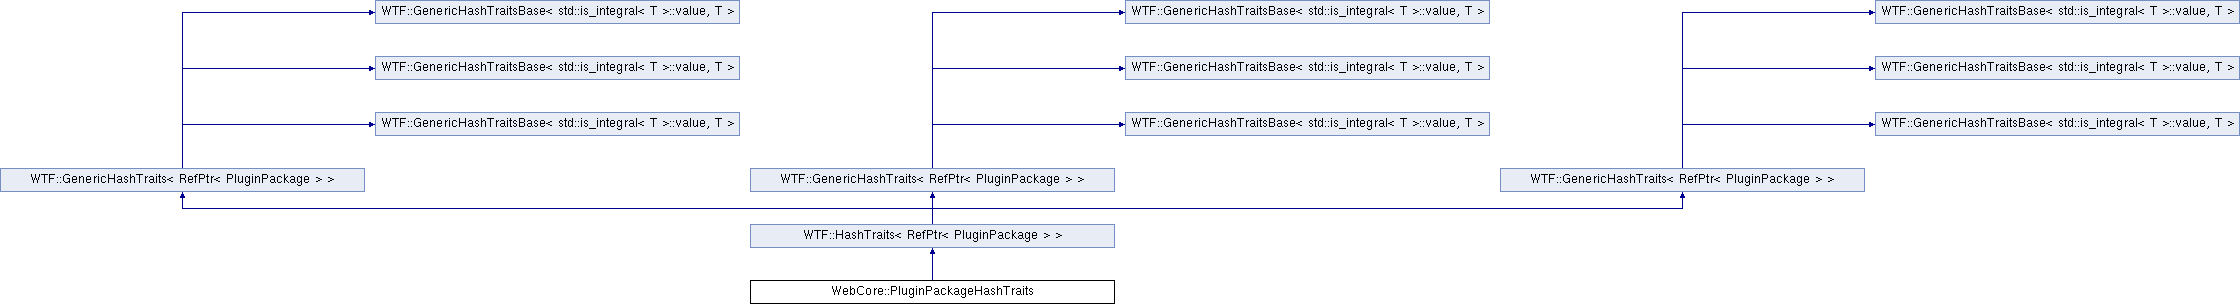 WTF::GenericHashTraitsBase< std::is_integral< T >::value, T >
WTF::GenericHashTraitsBase< std::is_integral< T >::value, T >
WTF::GenericHashTraitsBase< std::is_integral< T >::value, T >
WTF::GenericHashTraitsBase< std::is_integral< T >::value, T >
WTF::GenericHashTraitsBase< std::is_integral< T >::value, T >
WTF::GenericHashTraitsBase< std::is_integral< T >::value, T >
WTF::GenericHashTraitsBase< std::is_integral< T >::value, T >
WTF::GenericHashTraitsBase< std::is_integral< T >::value, T >
WTF::GenericHashTraitsBase< std::is_integral< T >::value, T >
WTF::GenericHashTraits< RefPtr< PluginPackage > >
WTF::GenericHashTraits< RefPtr< PluginPackage > >
WTF::GenericHashTraits< RefPtr< PluginPackage > >
WTF::HashTraits< RefPtr< PluginPackage > >
WebCore::PluginPackageHashTraits